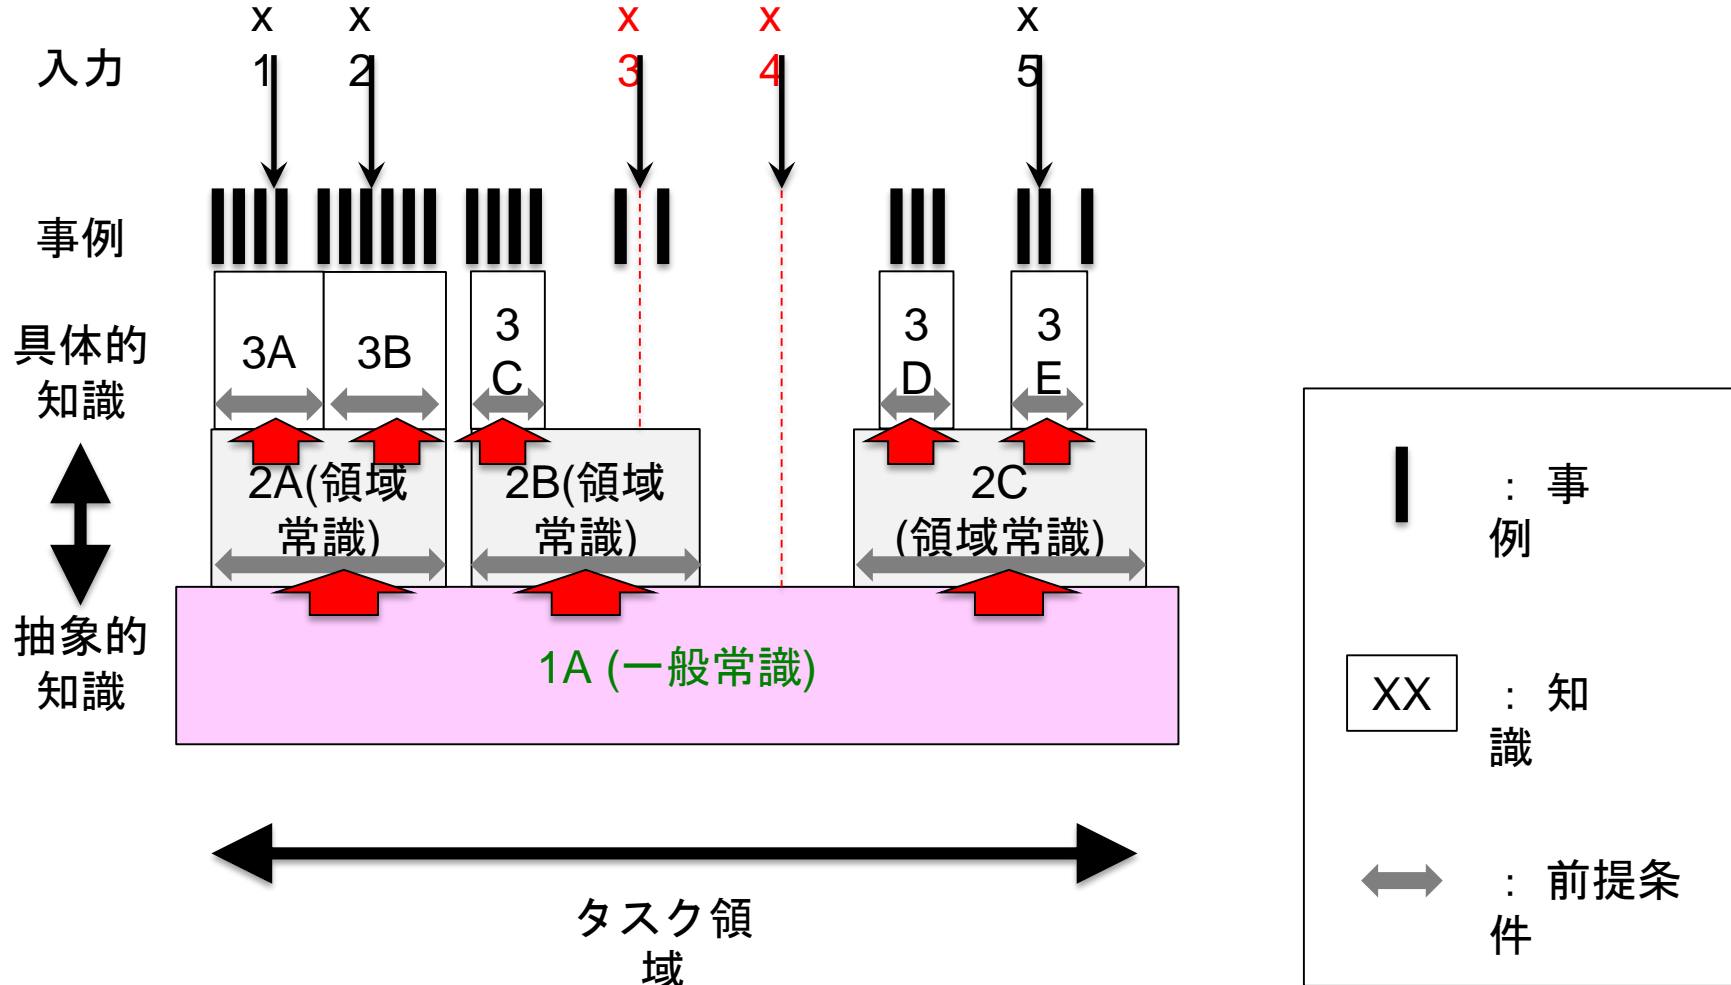 x
1
x
2
x
3
x
4
x
5
入力
事例
具体的
知識
3A
3B
3
C
3
D
3
E
2A(領域
常識)
2B(領域
常識)
2C
(領域常識)
抽象的
知識
1A (一般常識)
タスク領
域
： 事
例
XX
： 知
識
： 前提条
件